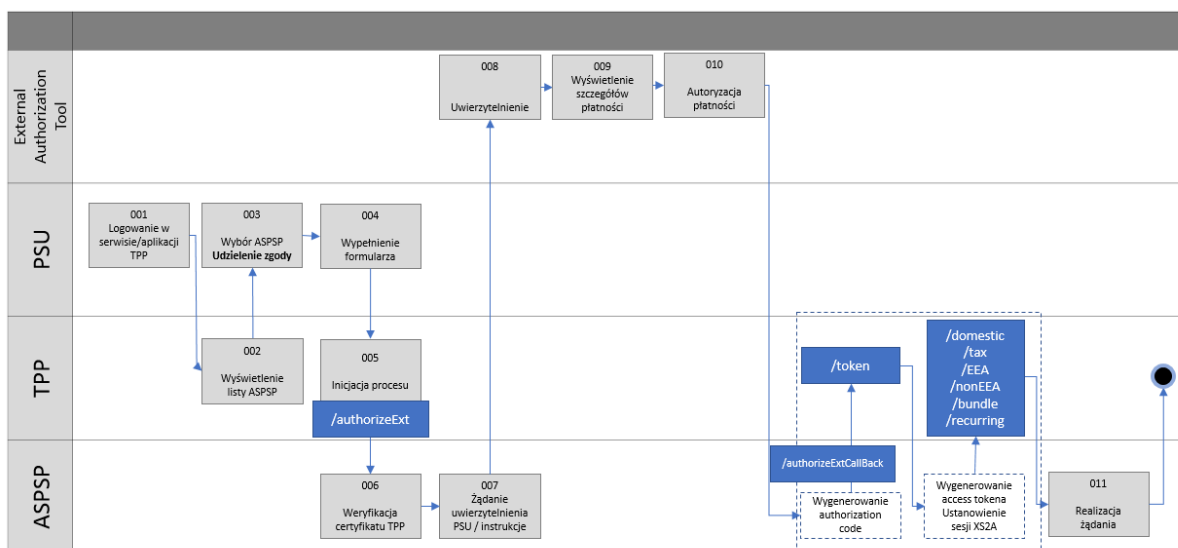 External
Authorization
Tool
008
Uwierzytelnienie
009
Wyświetlenie
szczegółów
płatności
010
Autoryzacja
płatności
PSU
001
Logowanie w
serwisie/aplikacji
TPP
003
Wybór ASPSP
Udzielenie zgody
004
Wypełnienie
formularza
TPP
002
Wyświetlenie
listy ASPSP
005
Inicjacja procesu
/authorizeExt
/token
/domestic
/tax
/EEA
/nonEEA
/bundle
/recurring
ASPSP
006
Weryfikacja
certyfikatu TPP
007
Żądanie
uwierzytelnienia
PSU / instrukcje
/authorizeExtCallBack
Wygenerowanie
authorization
code
Wygenerowanie
access tokena
Ustanowienie
sesji XS2A
011
Realizacja
żądania